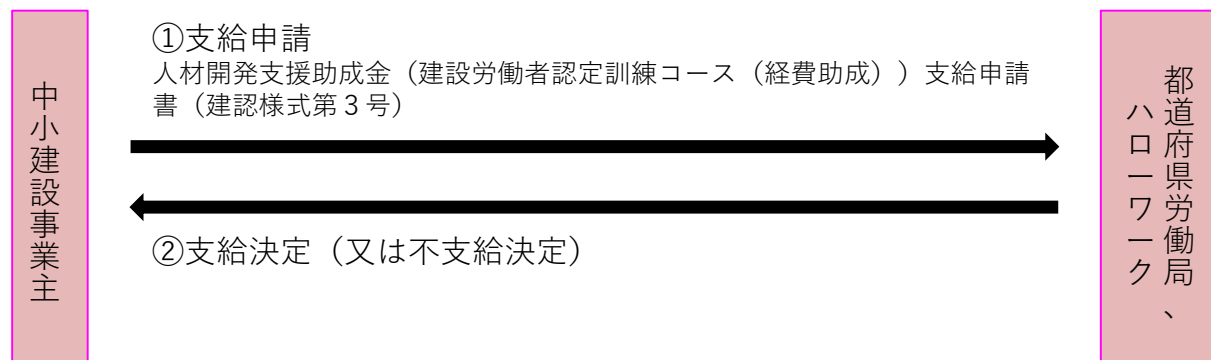 中小建設事業主
①支給申請
人材開発支援助成金（建設労働者認定訓練コース（経費助成））支給申請
書（建認様式第３号）
②支給決定（又は不支給決定）
都道府県労働局、
ハローワーク